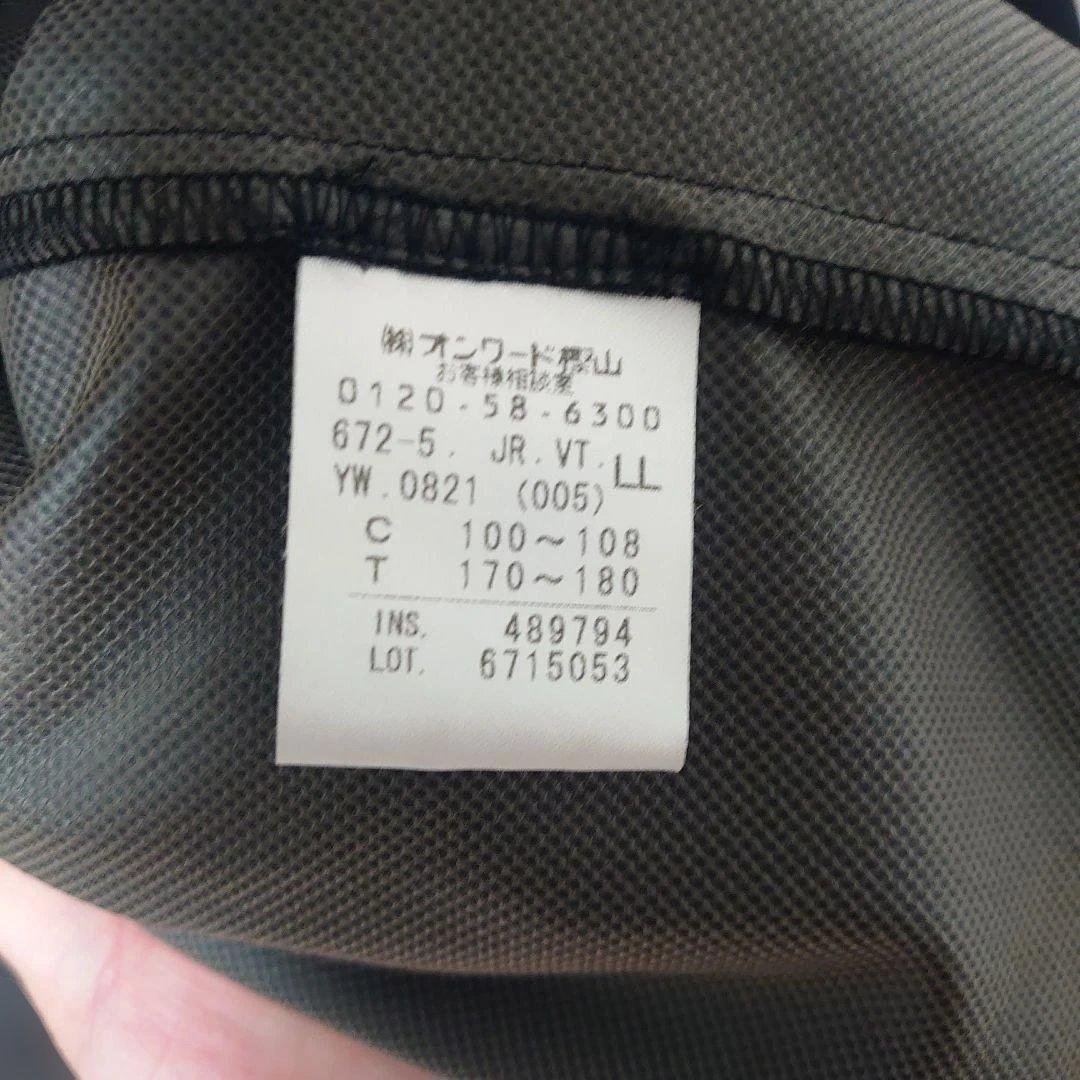 ㈱オンワード樫山
お客様相談室
0120-58-6300
672-5. JR.VT. LL
YW.0821 (005)
C 100～108
T 170～180
INS. 489794
LOT. 6715053